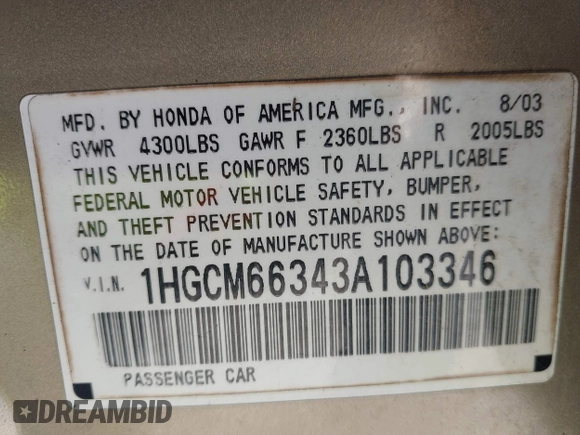 MFD. BY HONDA OF AMERICA MFG., INC. 8/03
GVWR 4300LBS GAWR F 2360LBS R 2005LBS
THIS VEHICLE CONFORMS TO ALL APPLICABLE
FEDERAL MOTOR VEHICLE SAFETY, BUMPER,
AND THEFT PREVENTION STANDARDS IN EFFECT
ON THE DATE OF MANUFACTURE SHOWN ABOVE:
V.I.N. 1HGCM66343A103346
PASSENGER CAR
DREAMBID